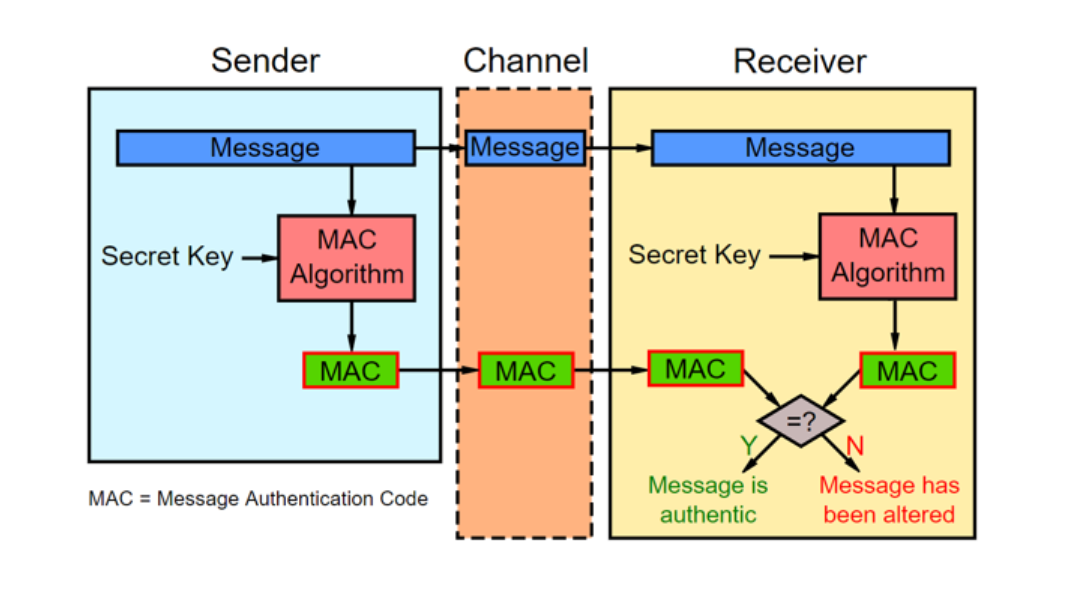 Sender
Channel
Receiver
Message
Message
Message
Secret Key
MAC
Algorithm
Secret Key
MAC
Algorithm
MAC
MAC
MAC
MAC
=?
Y
N
MAC = Message Authentication Code
Message is
authentic
Message has
been altered